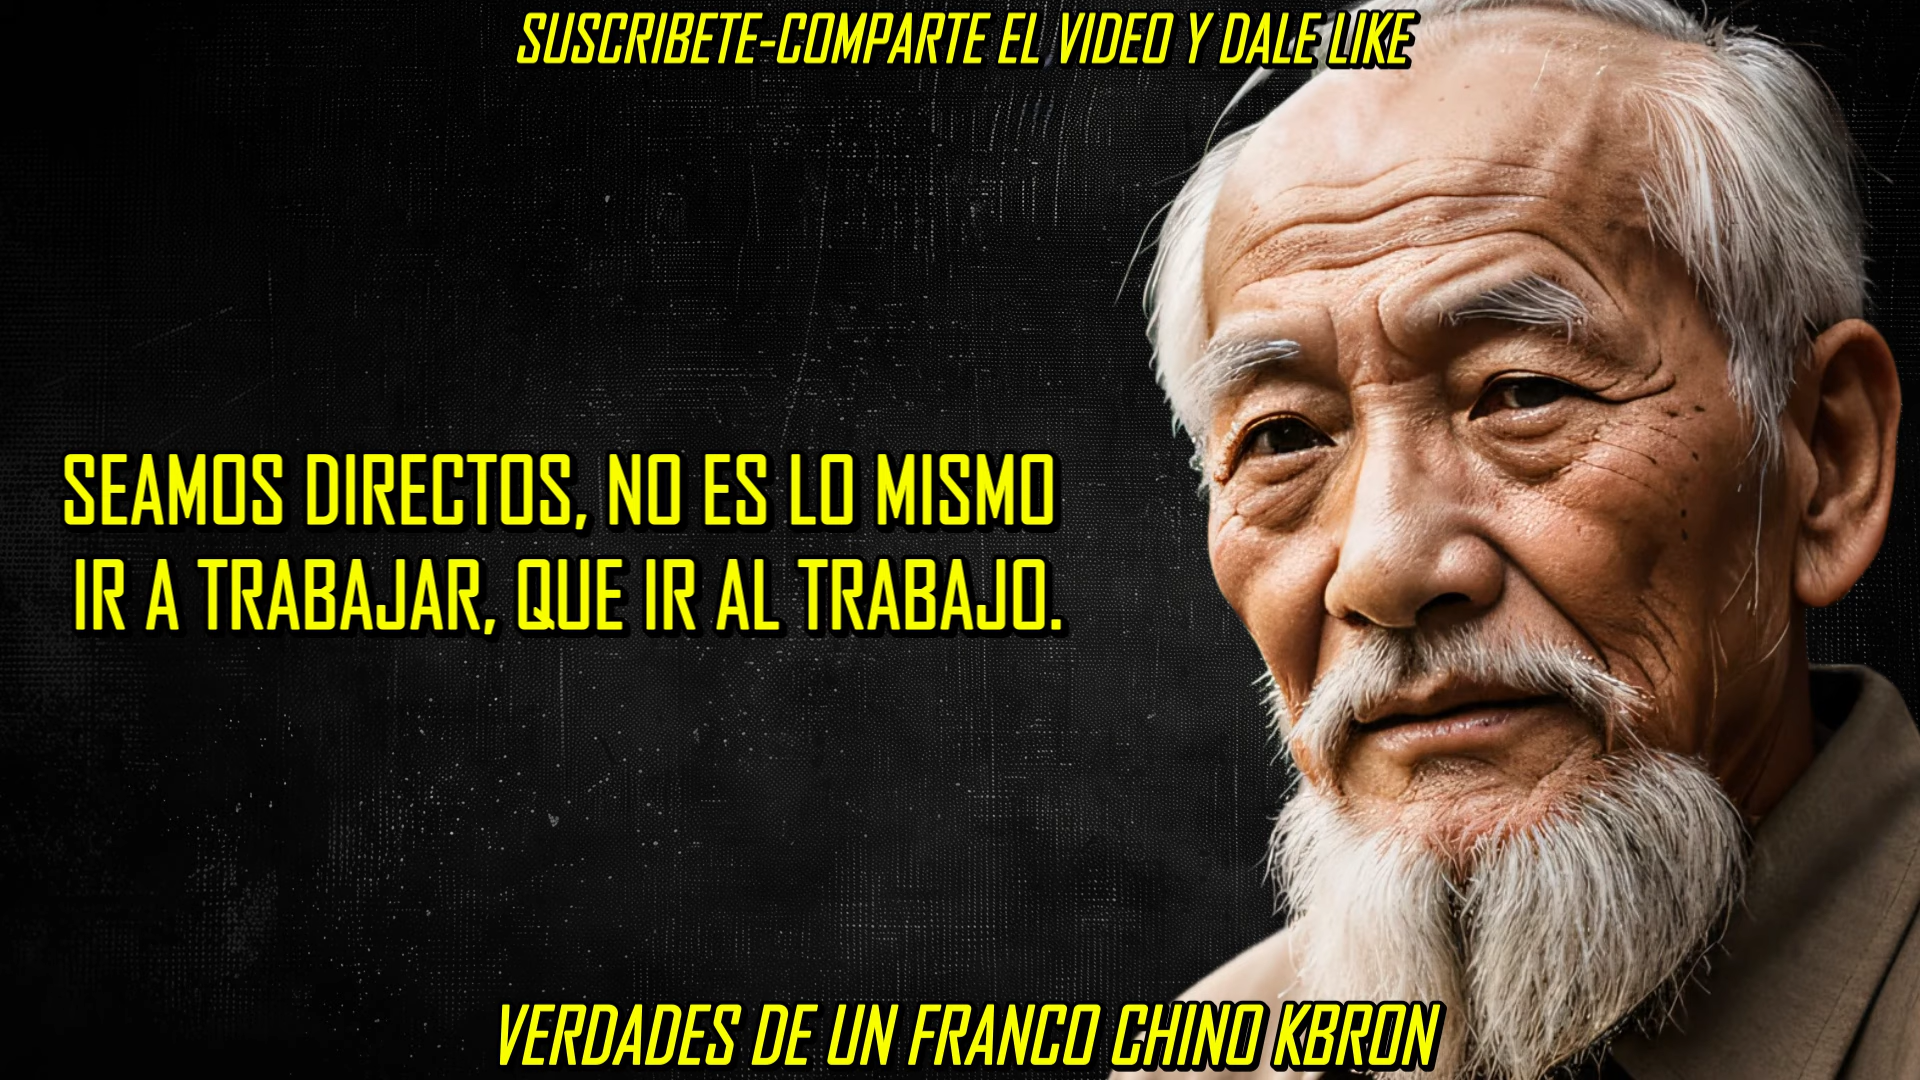 SUSCRIBETE-COMPARTE EL VIDEO Y DALE LIKE
SEAMOS DIRECTOS, NO ES LO MISMO
IR A TRABAJAR, QUE IR AL TRABAJO.
VERDADES DE UN FRANCO CHINO KBRON